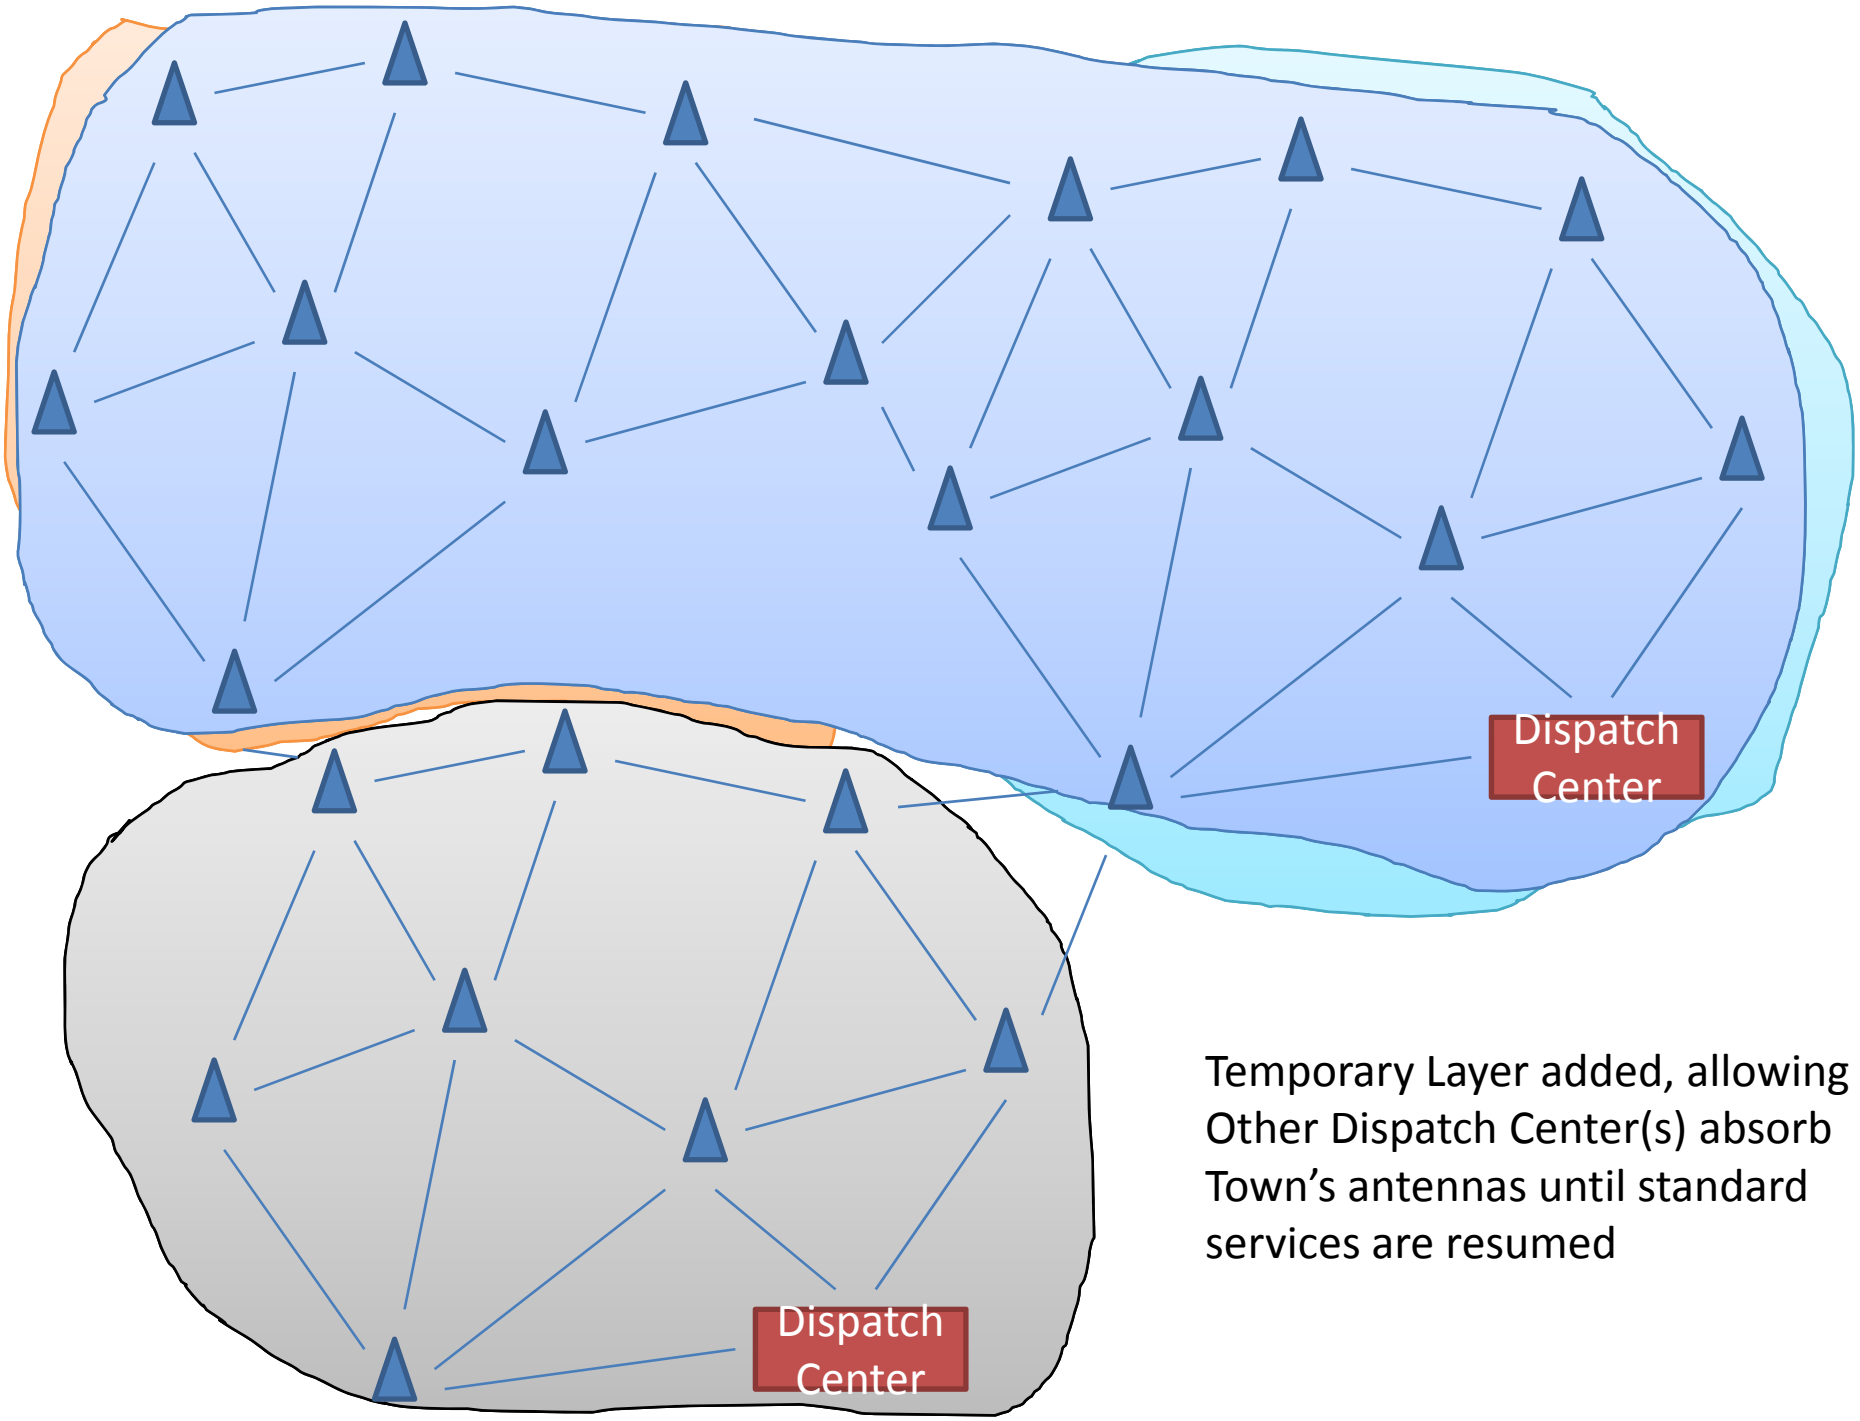 Dispatch
Center
Temporary Layer added, allowing
Other Dispatch Center(s) absorb
Town’s antennas until standard
services are resumed
Dispatch
Center